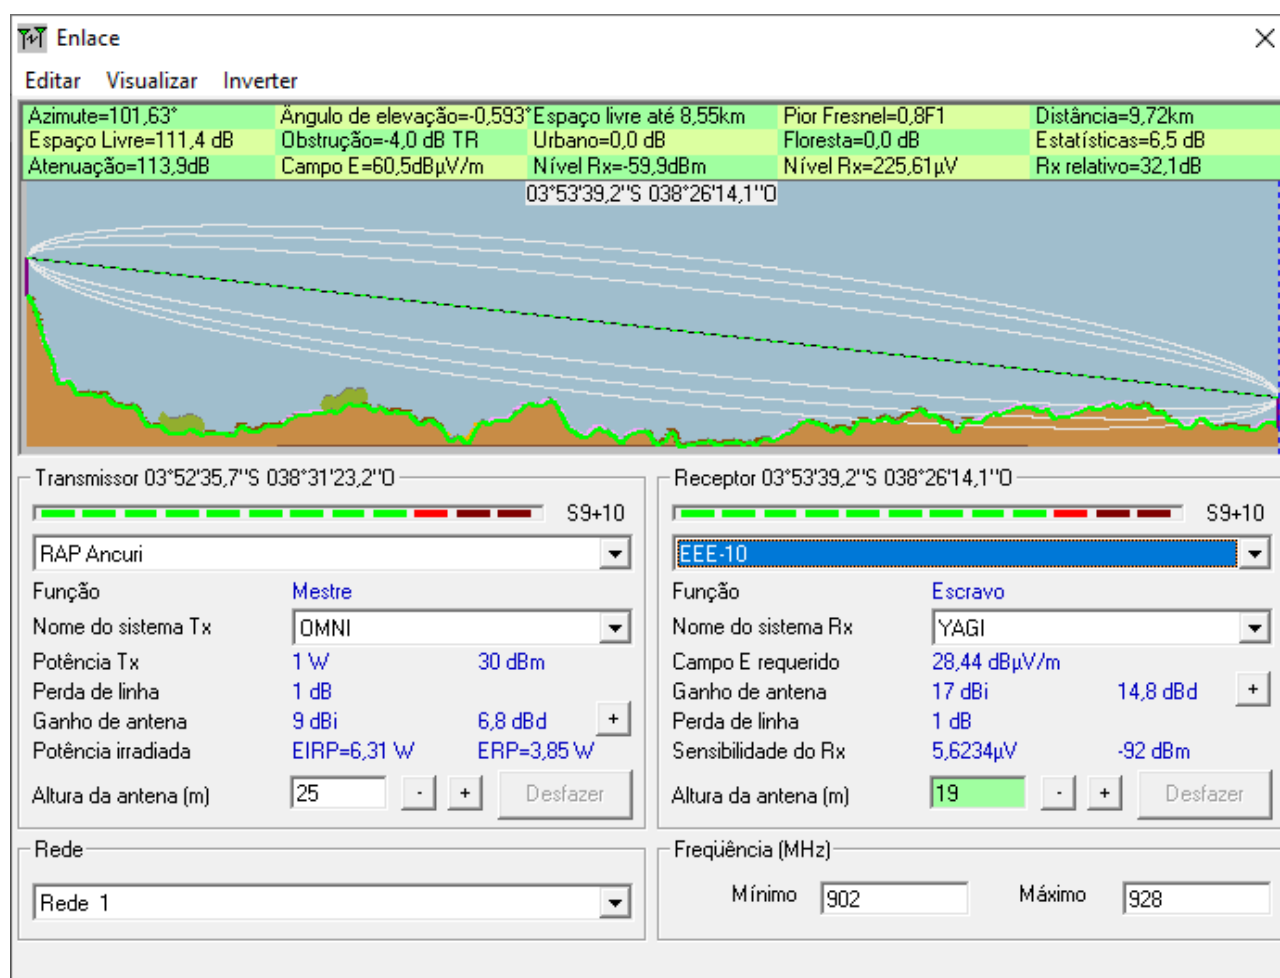 Enlace
Editar Visualizar Inverter
Azimute=101,63° Ângulo de elevação=-0,593° Espaço livre até 8,55km Pior Fresnel=0,8F1 Distância=9,72km
Espaço Livre=111,4 dB Obstrução=-4,0 dB TR Urbano=0,0 dB Floresta=0,0 dB Estatísticas=6,5 dB
Atenuação=113,9dB Campo E=60,5dBµV/m Nível Rx=-59,9dBm Nível Rx=225,61µV Rx relativo=32,1dB
03°53'39,2"S 038°26'14,1"O
Transmissor 03°52'35,7"S 038°31'23,2"O
S9+10
RAP Ancuri
Função Mestre
Nome do sistema Tx OMNI
Potência Tx 1 W 30 dBm
Perda de linha 1 dB
Ganho de antena 9 dBi 6,8 dBd +
Potência irradiada EIRP=6,31 W ERP=3,85 W
Altura da antena (m) 25 - + Desfazer
Receptor 03°53'39,2"S 038°26'14,1"O
S9+10
EEE-10
Função Escravo
Nome do sistema Rx YAGI
Campo E requerido 28,44 dBµV/m
Ganho de antena 17 dBi 14,8 dBd +
Perda de linha 1 dB
Sensibilidade do Rx 5,6234µV -92 dBm
Altura da antena (m) 19 - + Desfazer
Rede
Rede 1
Freqüência (MHz)
Mínimo 902 Máximo 928